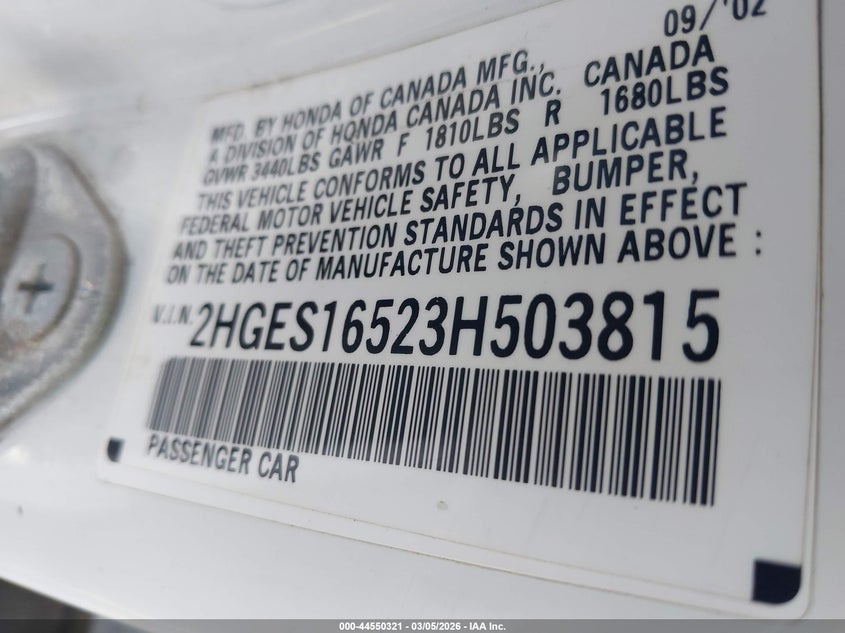 09/'02
MFD. BY HONDA OF CANADA MFG.,
A DIVISION OF HONDA CANADA INC. CANADA
GVWR 3440LBS GAWR F 1810LBS R 1680LBS
THIS VEHICLE CONFORMS TO ALL APPLICABLE
FEDERAL MOTOR VEHICLE SAFETY, BUMPER,
AND THEFT PREVENTION STANDARDS IN EFFECT
ON THE DATE OF MANUFACTURE SHOWN ABOVE :
V.I.N. 2HGES16523H503815
PASSENGER CAR
000-44550321 - 03/05/2026 - IAA Inc.